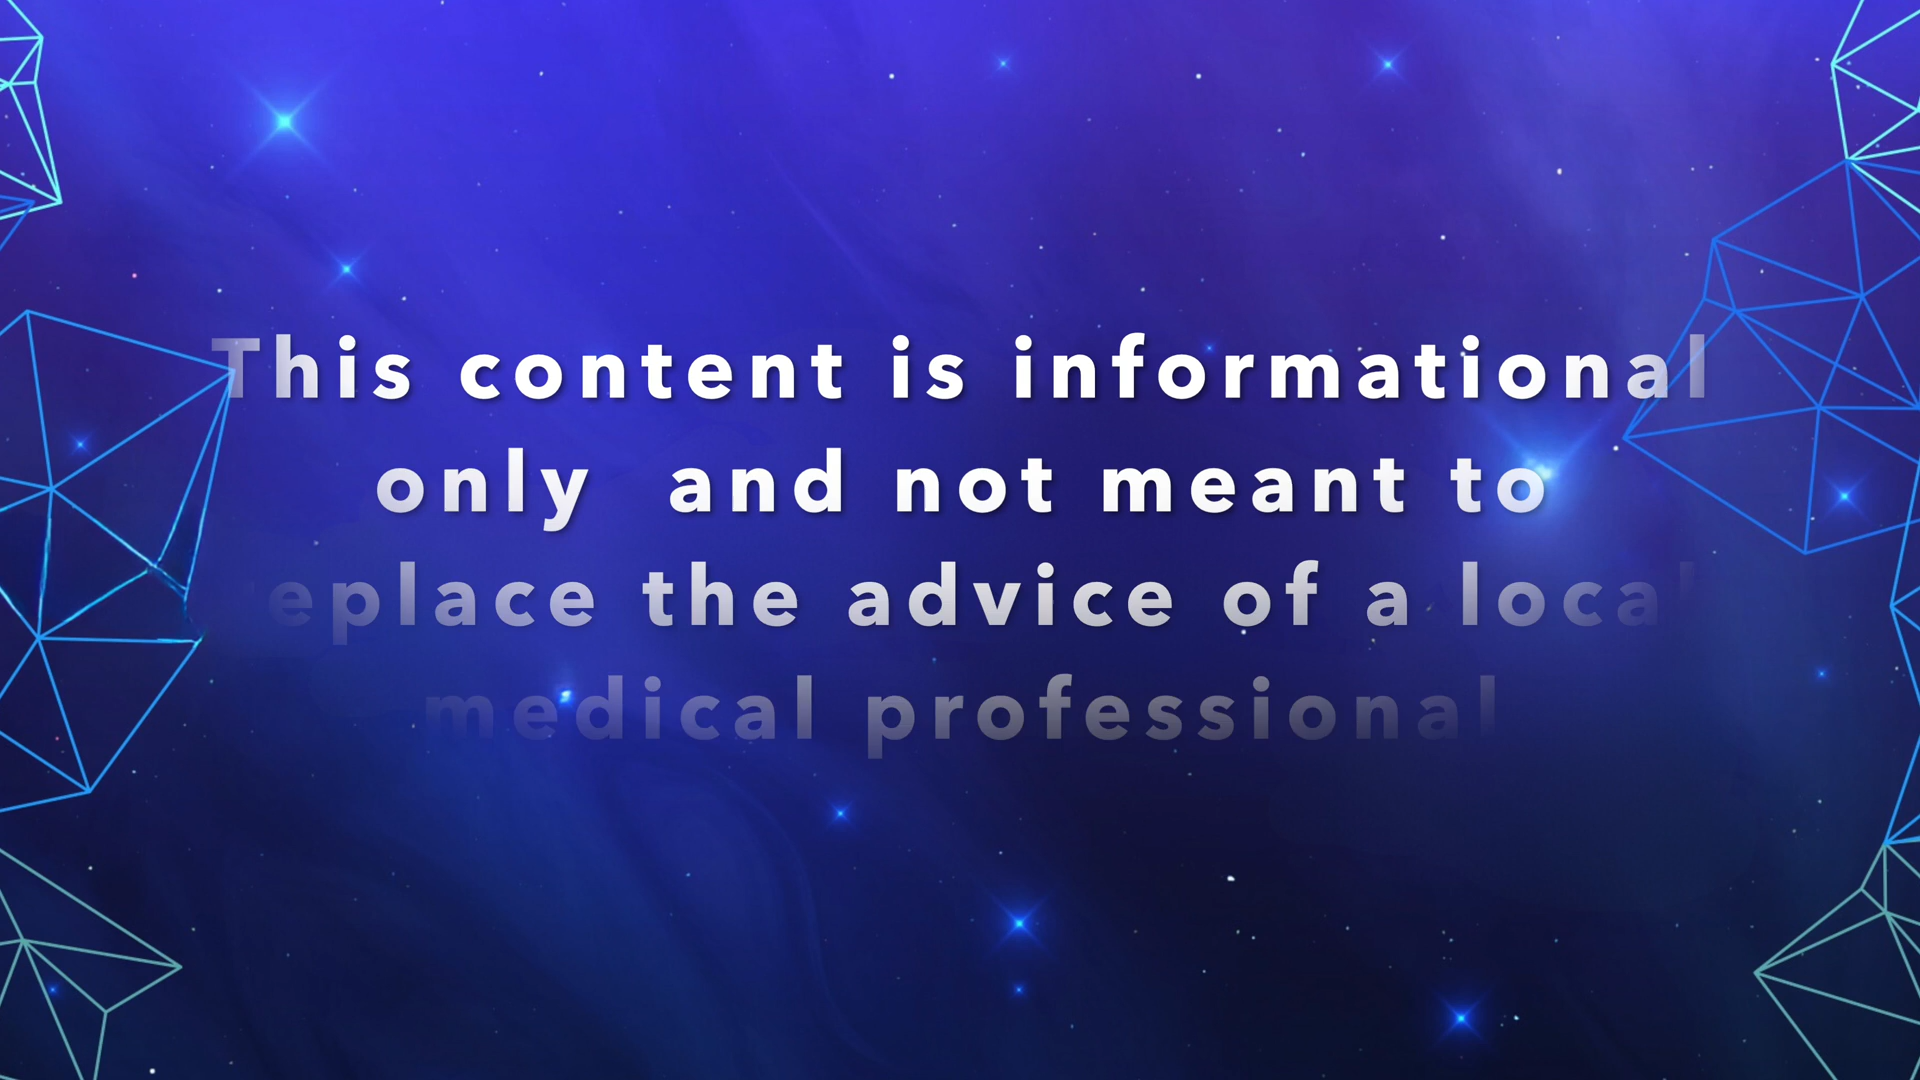 This content is informational
only  and not meant to
replace the advice of a local
medical professional